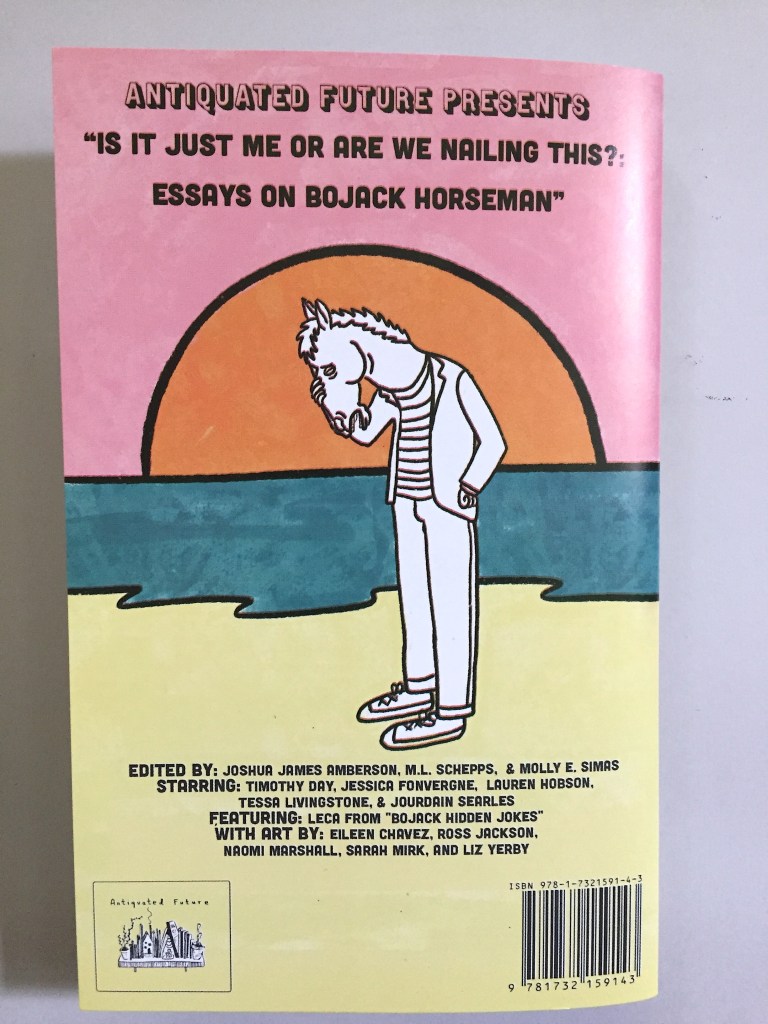 ANTIQUATED FUTURE PRESENTS
"IS IT JUST ME OR ARE WE NAILING THIS?:
ESSAYS ON BOJACK HORSEMAN"
EDITED BY: JOSHUA JAMES AMBERSON, M.L. SCHEPPS, & MOLLY E. SIMAS
STARRING: TIMOTHY DAY, JESSICA FONVERGNE, LAUREN HOBSON,
TESSA LIVINGSTONE, & JOURDAIN SEARLES
FEATURING: LECA FROM "BOJACK HIDDEN JOKES"
WITH ART BY: EILEEN CHAVEZ, ROSS JACKSON,
NAOMI MARSHALL, SARAH MIRK, AND LIZ YERBY
Antiquated Future
ISBN 978-1-7321591-4-3
9 781732 159143